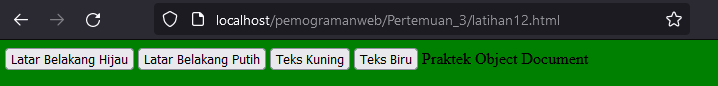 localhost/pemogramanweb/Pertemuan_3/latihan12.html
Latar Belakang Hijau Latar Belakang Putih Teks Kuning Teks Biru Praktek Object Document